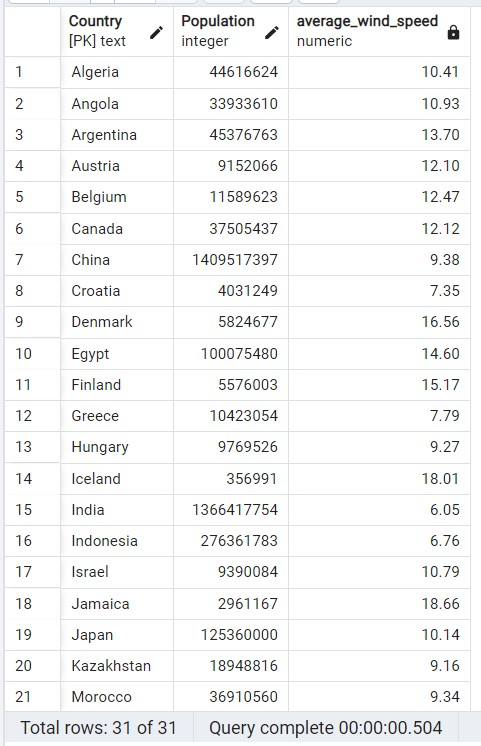 Country Population average_wind_speed
[PK] text integer numeric
1 Algeria 44616624 10.41
2 Angola 33933610 10.93
3 Argentina 45376763 13.70
4 Austria 9152066 12.10
5 Belgium 11589623 12.47
6 Canada 37505437 12.12
7 China 1409517397 9.38
8 Croatia 4031249 7.35
9 Denmark 5824677 16.56
10 Egypt 100075480 14.60
11 Finland 5576003 15.17
12 Greece 10423054 7.79
13 Hungary 9769526 9.27
14 Iceland 356991 18.01
15 India 1366417754 6.05
16 Indonesia 276361783 6.76
17 Israel 9390084 10.79
18 Jamaica 2961167 18.66
19 Japan 125360000 10.14
20 Kazakhstan 18948816 9.16
21 Morocco 36910560 9.34
Total rows: 31 of 31 Query complete 00:00:00.504